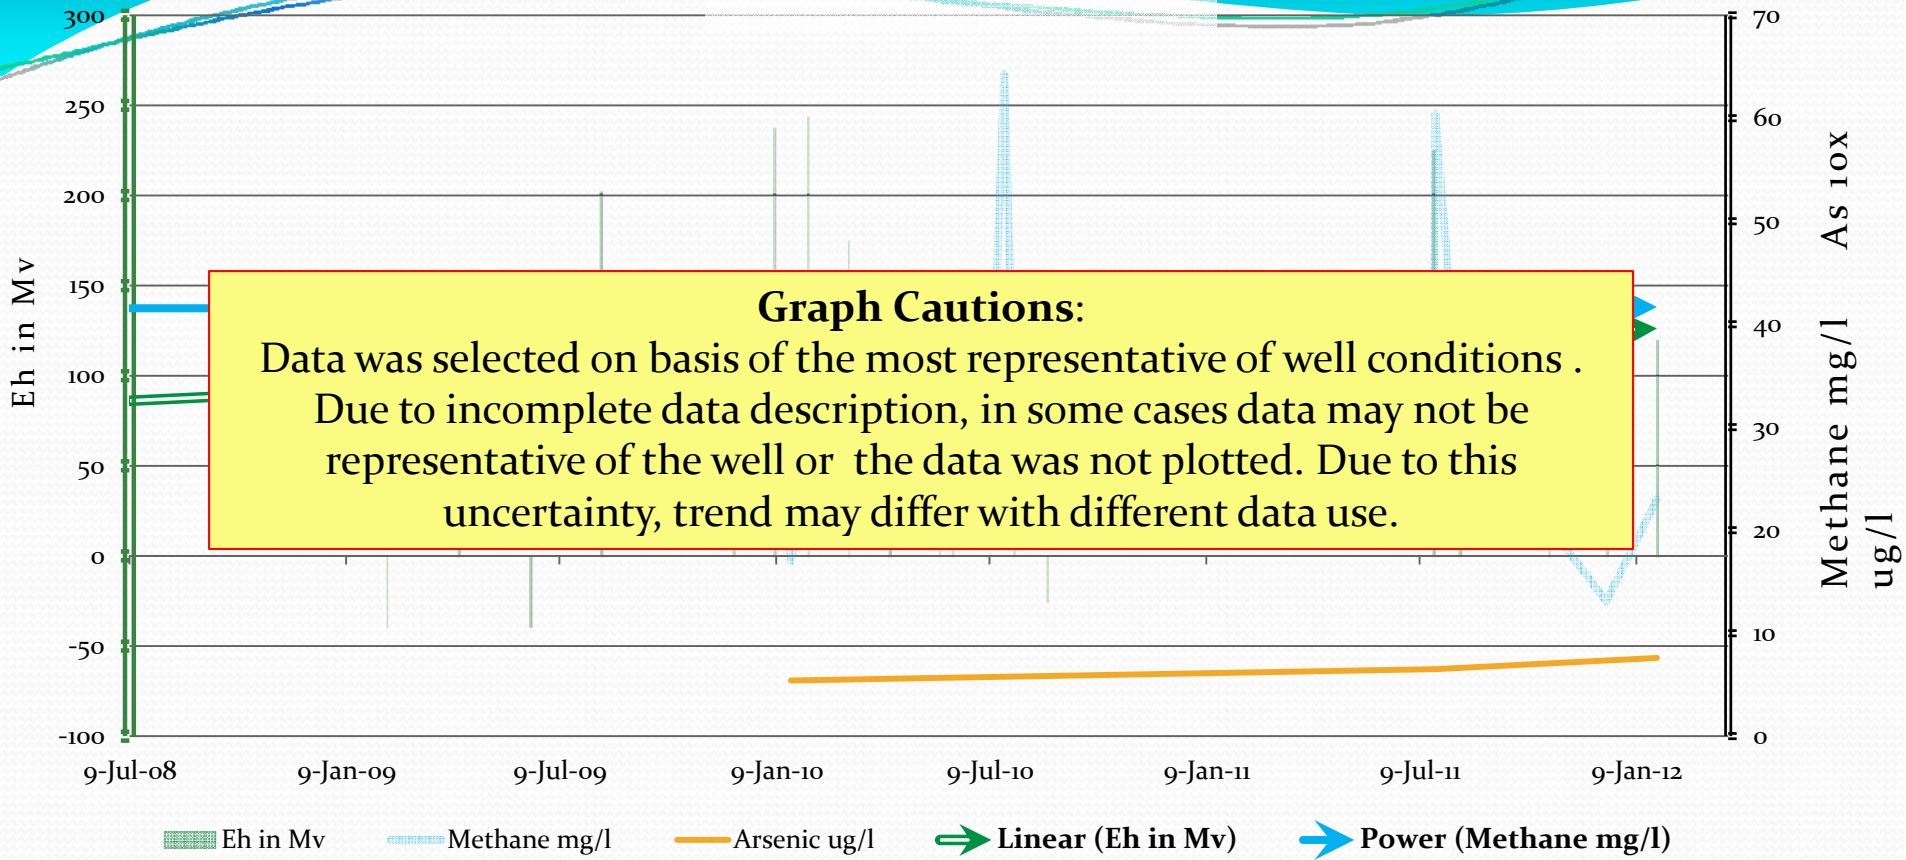 300
250
200
150
100
50
0
-50
-100
Eh in Mv
70
60
50
40
30
20
10
0
Methane mg/l As 10x
ug/l
Graph Cautions:
Data was selected on basis of the most representative of well conditions .
Due to incomplete data description, in some cases data may not be
representative of the well or the data was not plotted. Due to this
uncertainty, trend may differ with different data use.
9-Jul-08 9-Jan-09 9-Jul-09 9-Jan-10 9-Jul-10 9-Jan-11 9-Jul-11 9-Jan-12
Eh in Mv Methane mg/l Arsenic ug/l Linear (Eh in Mv) Power (Methane mg/l)